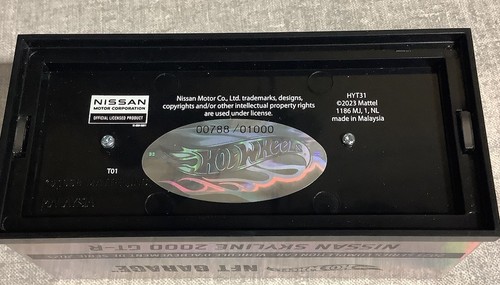 NISSAN
MOTOR CORPORATION
OFFICIAL LICENSED PRODUCT
Nissan Motor Co., Ltd. trademarks, designs,
copyrights and/or other intellectual property rights
are used under license.
HYT31
©2023 Mattel
1186 MJ, 1, NL
made in Malaysia
00788 /01000
HOT WHEELS
T01
NISSAN SKYLINE 2000 GT-R
HOT WHEELS NFT GARAGE